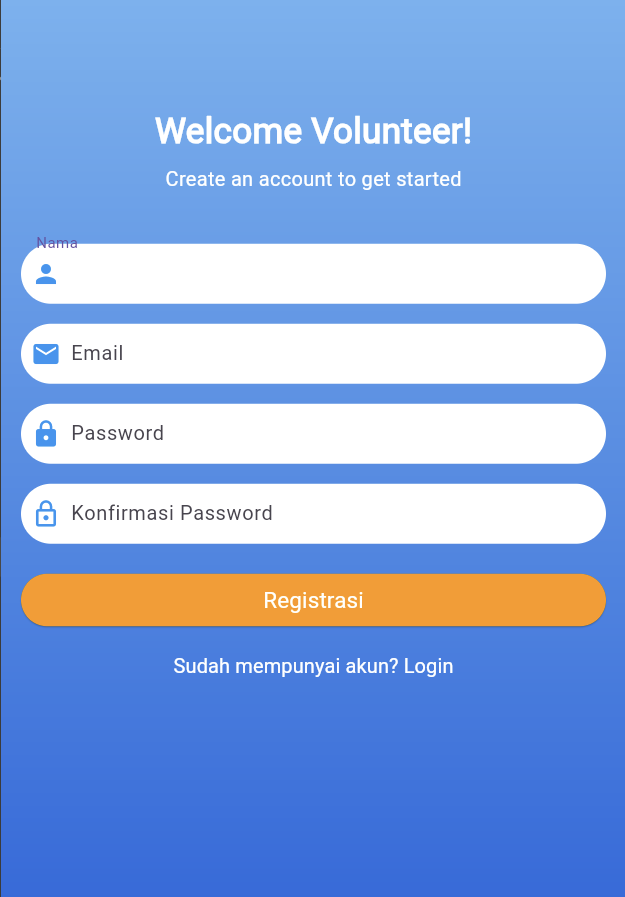 Welcome Volunteer!
Create an account to get started
Nama
Email
Password
Konfirmasi Password
Registrasi
Sudah mempunyai akun? Login